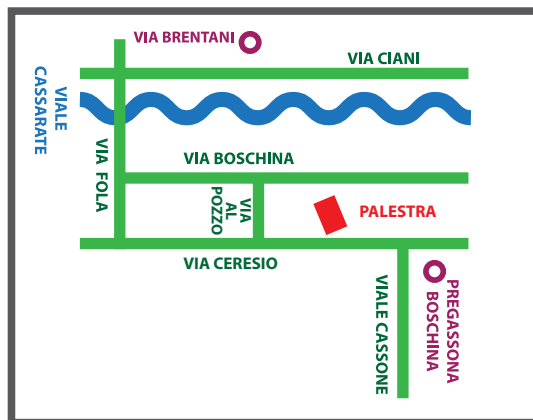 VIA BRENTANI
VIA CIANI
VIALE
CASSARATE
VIA FOLA
VIA BOSCHINA
VIA
AL
POZZO
PALESTRA
VIA CERESIO
VIALE CASSONE
PREGASSONA
BOSCHINA